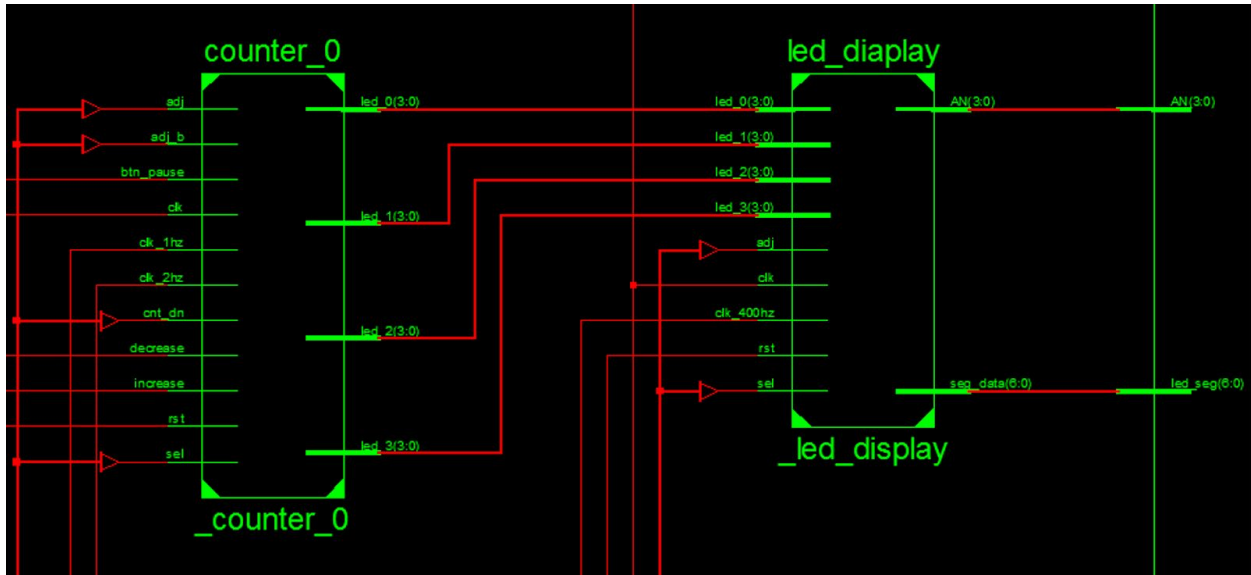 counter_0
adj
adj_b
btn_pause
clk
clk_1hz
clk_2hz
cnt_dn
decrease
increase
rst
sel
led_0(3:0)
led_1(3:0)
led_2(3:0)
led_3(3:0)
_counter_0
led_diaplay
led_0(3:0)
led_1(3:0)
led_2(3:0)
led_3(3:0)
adj
clk
clk_400hz
rst
sel
AN(3:0)
seg_data(6:0)
_led_display
AN(3:0)
led_seg(6:0)